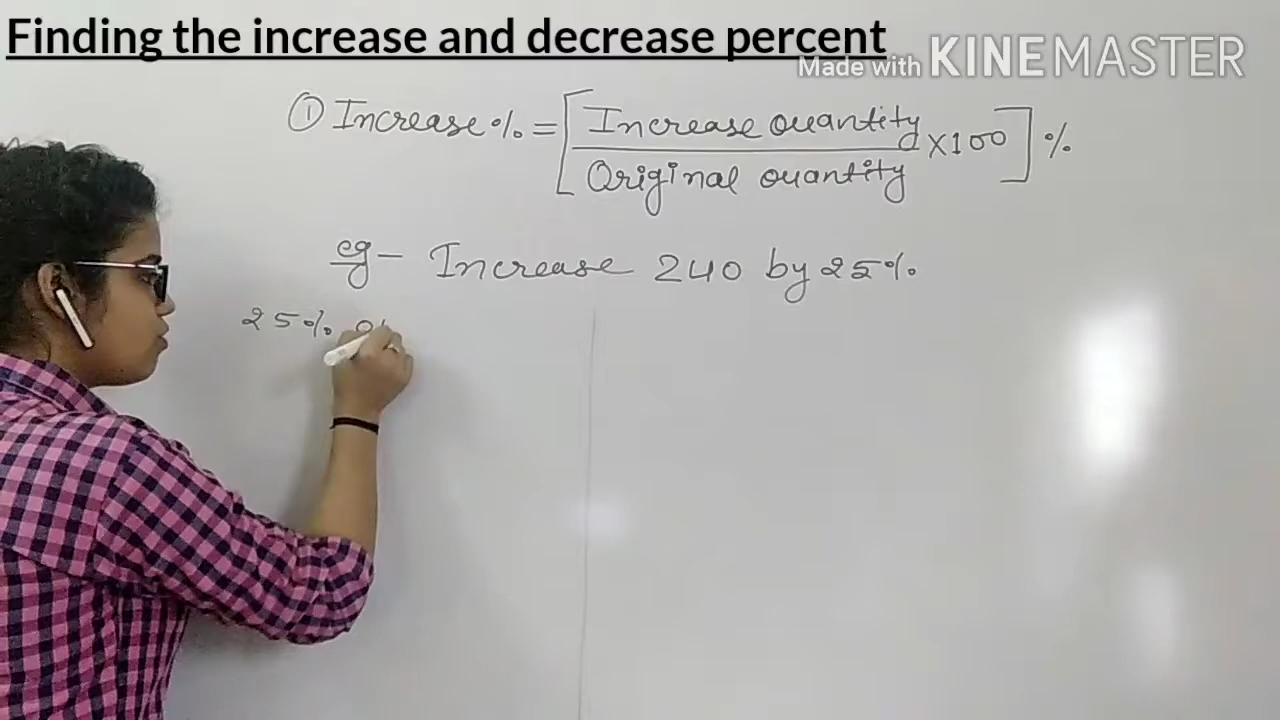 Finding the increase and decrease percent
Made with KINEMASTER
① Increase % = [Increase quantity / Original quantity × 100] %
eg - Increase 240 by 25%
25% of